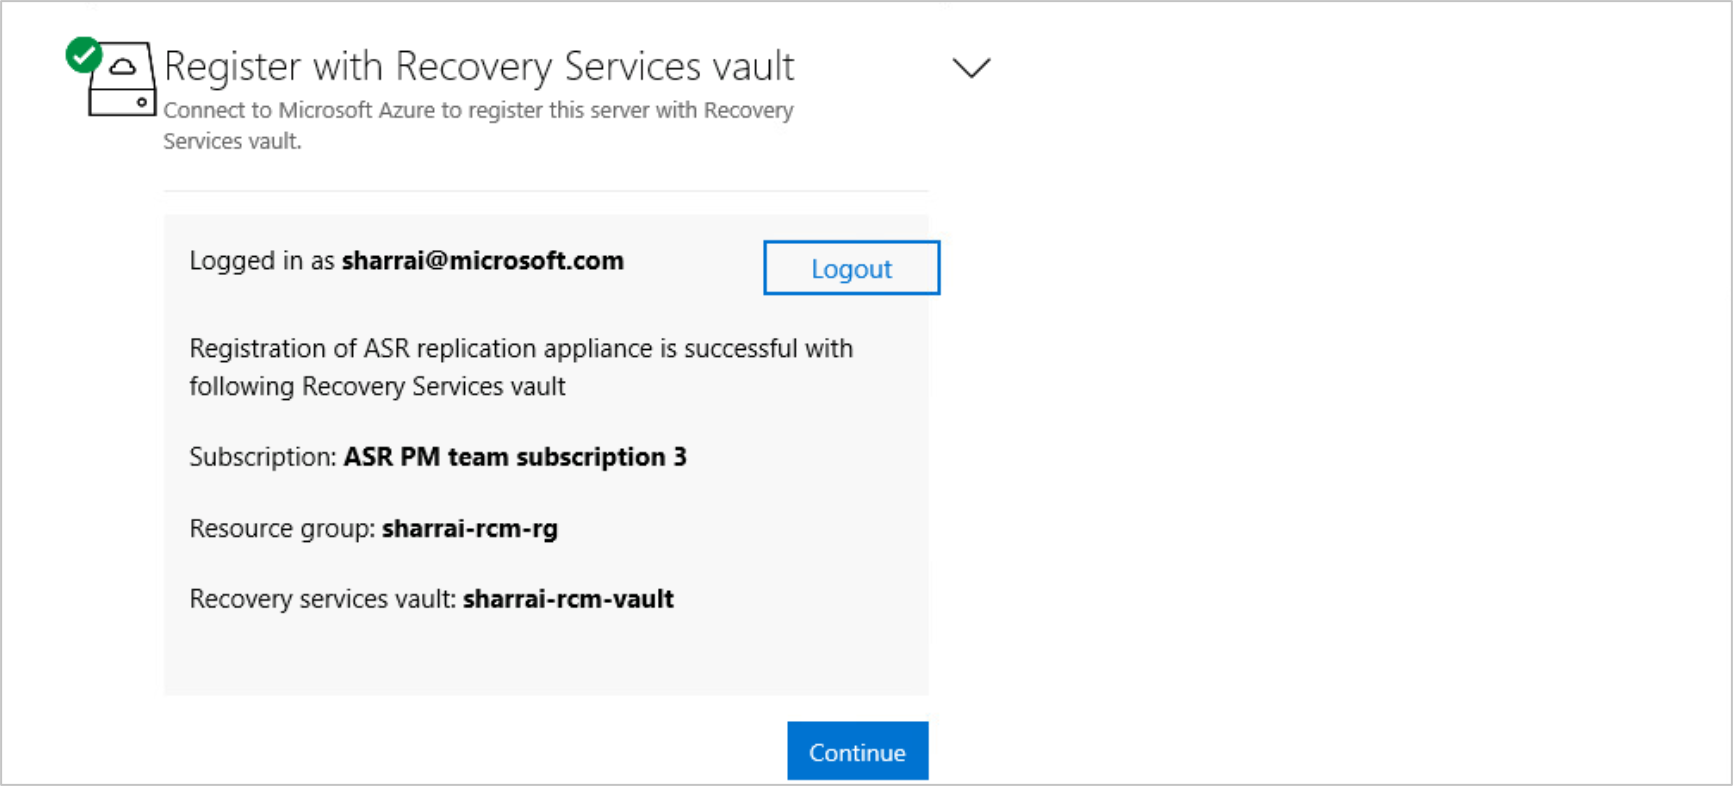 Register with Recovery Services vault
Connect to Microsoft Azure to register this server with Recovery
Services vault.
Logged in as sharrai@microsoft.com
Logout
Registration of ASR replication appliance is successful with
following Recovery Services vault
Subscription: ASR PM team subscription 3
Resource group: sharrai-rcm-rg
Recovery services vault: sharrai-rcm-vault
Continue